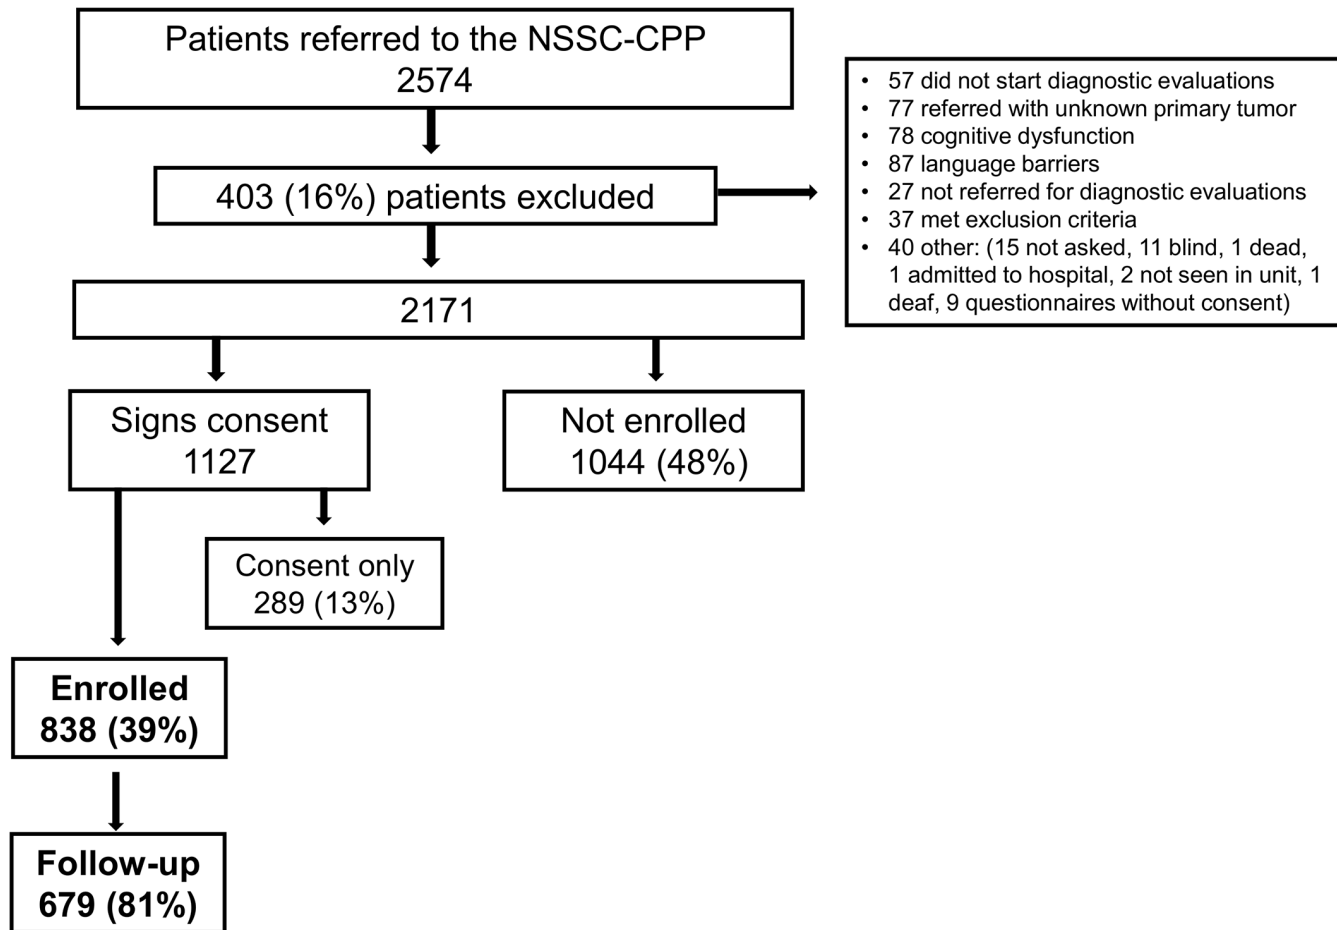 Patients referred to the NSSC-CPP
2574
403 (16%) patients excluded
• 57 did not start diagnostic evaluations
• 77 referred with unknown primary tumor
• 78 cognitive dysfunction
• 87 language barriers
• 27 not referred for diagnostic evaluations
• 37 met exclusion criteria
• 40 other: (15 not asked, 11 blind, 1 dead,
1 admitted to hospital, 2 not seen in unit, 1
deaf, 9 questionnaires without consent)
2171
Signs consent
1127
Not enrolled
1044 (48%)
Consent only
289 (13%)
Enrolled
838 (39%)
Follow-up
679 (81%)